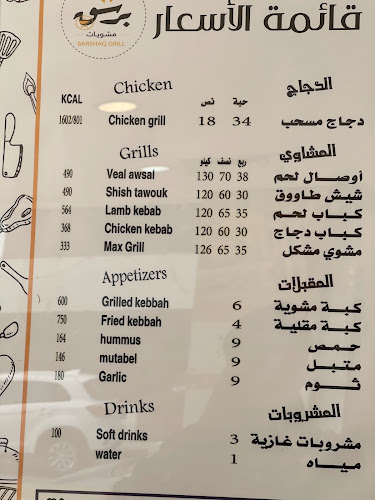 قائمة الأسعار
برشق
مشويات
BARSHAQ GRILL
Chicken الدجاج
KCAL نص حبة
1602/801 Chicken grill 18 34 دجاج مسحب
Grills المشاوي
كيلو نصف ربع
490 Veal awsal 130 70 38 أوصال لحم
490 Shish tawouk 120 60 30 شيش طاووق
564 Lamb kebab 120 65 35 كباب لحم
368 Chicken kebab 120 60 30 كباب دجاج
333 Max Grill 126 65 35 مشوي مشكل
Appetizers المقبلات
600 Grilled kebbah 6 كبة مشوية
750 Fried kebbah 4 كبة مقلية
164 hummus 9 حمص
146 mutabel 9 متبل
180 Garlic 9 ثوم
Drinks المشروبات
100 Soft drinks 3 مشروبات غازية
water 1 مياه